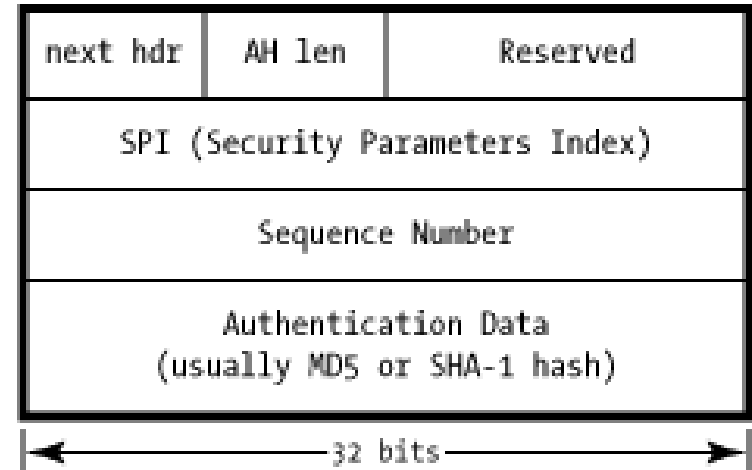 next hdr AH len Reserved
SPI (Security Parameters Index)
Sequence Number
Authentication Data
(usually MD5 or SHA-1 hash)
32 bits